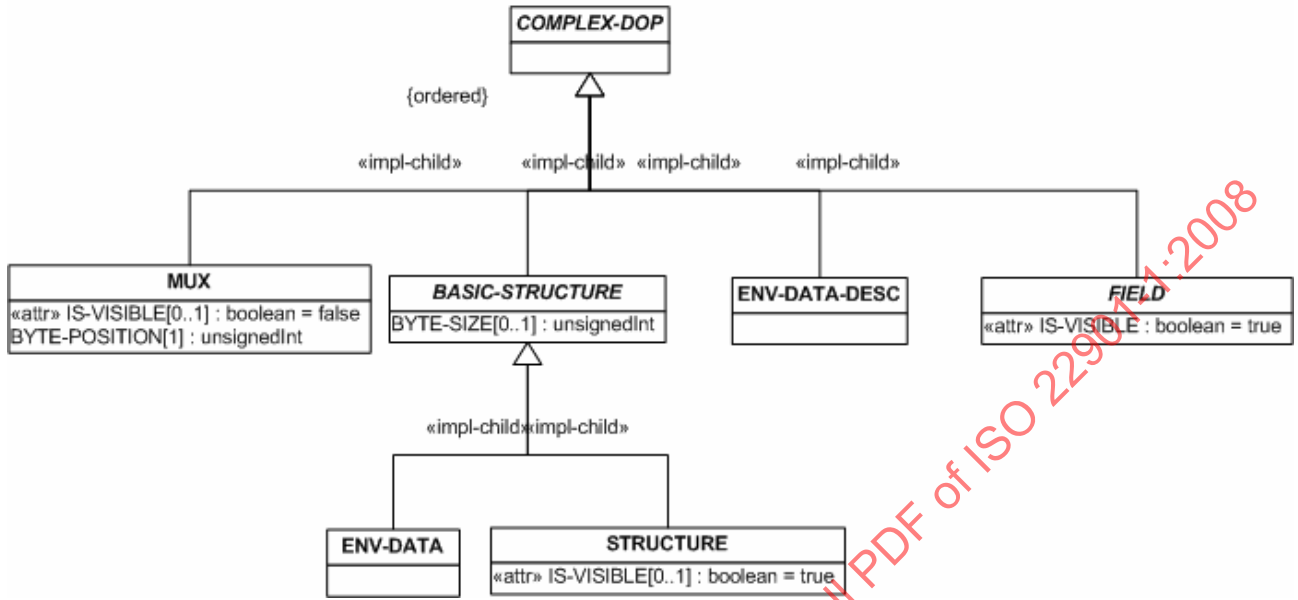 COMPLEX-DOP
{ordered}
«impl-child» «impl-child» «impl-child» «impl-child»
MUX
«attr» IS-VISIBLE[0..1] : boolean = false
BYTE-POSITION[1] : unsignedInt
BASIC-STRUCTURE
BYTE-SIZE[0..1] : unsignedInt
ENV-DATA-DESC
FIELD
«attr» IS-VISIBLE : boolean = true
«impl-child» «impl-child»
ENV-DATA
STRUCTURE
«attr» IS-VISIBLE[0..1] : boolean = true
PDF of ISO 22901-1:2008